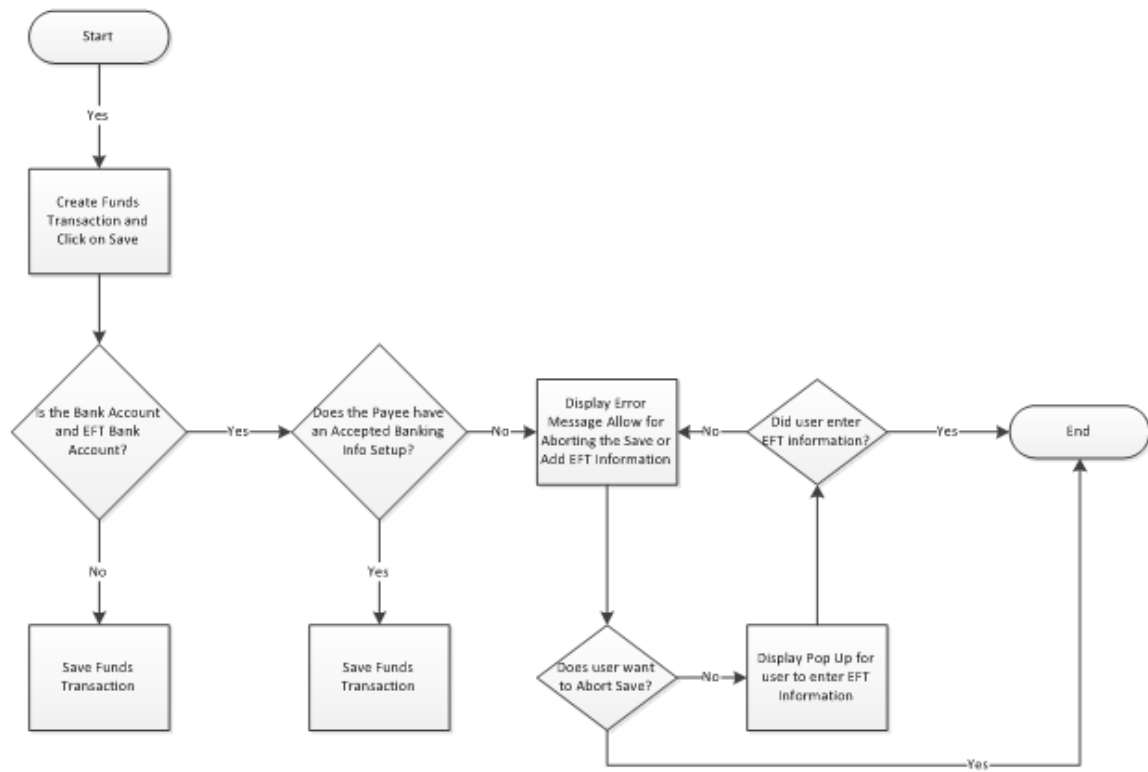 Start
Yes
Create Funds
Transaction and
Click on Save
Is the Bank Account
and EFT Bank
Account?
Yes
Does the Payee have
an Accepted Banking
Info Setup?
No
Display Error
Message Allow for
Aborting the Save or
Add EFT Information
No
Did user enter
EFT information?
Yes
End
No
Yes
Save Funds
Transaction
Save Funds
Transaction
Does user want
to Abort Save?
No
Display Pop Up for
user to enter EFT
Information
Yes